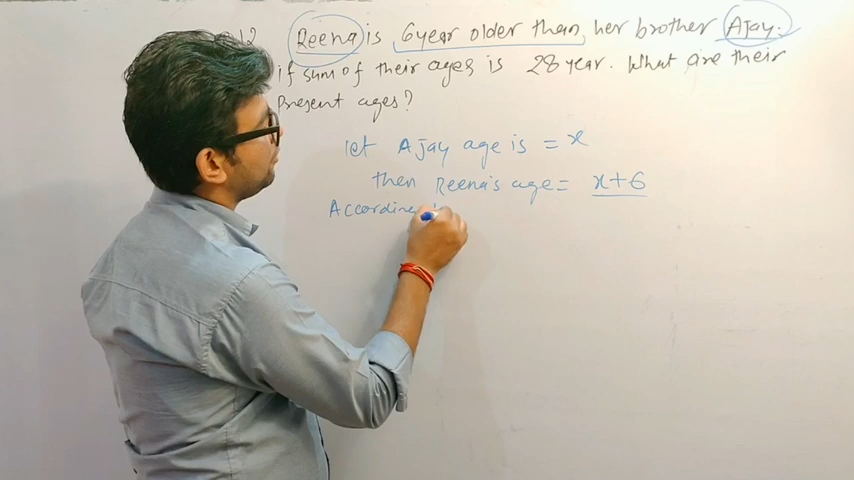 Reena is 6year older than, her brother Ajay.
if sum of their ages is 28 year. What are their
Present ages?
let Ajay age is = x
then Reena's age = x+6
According